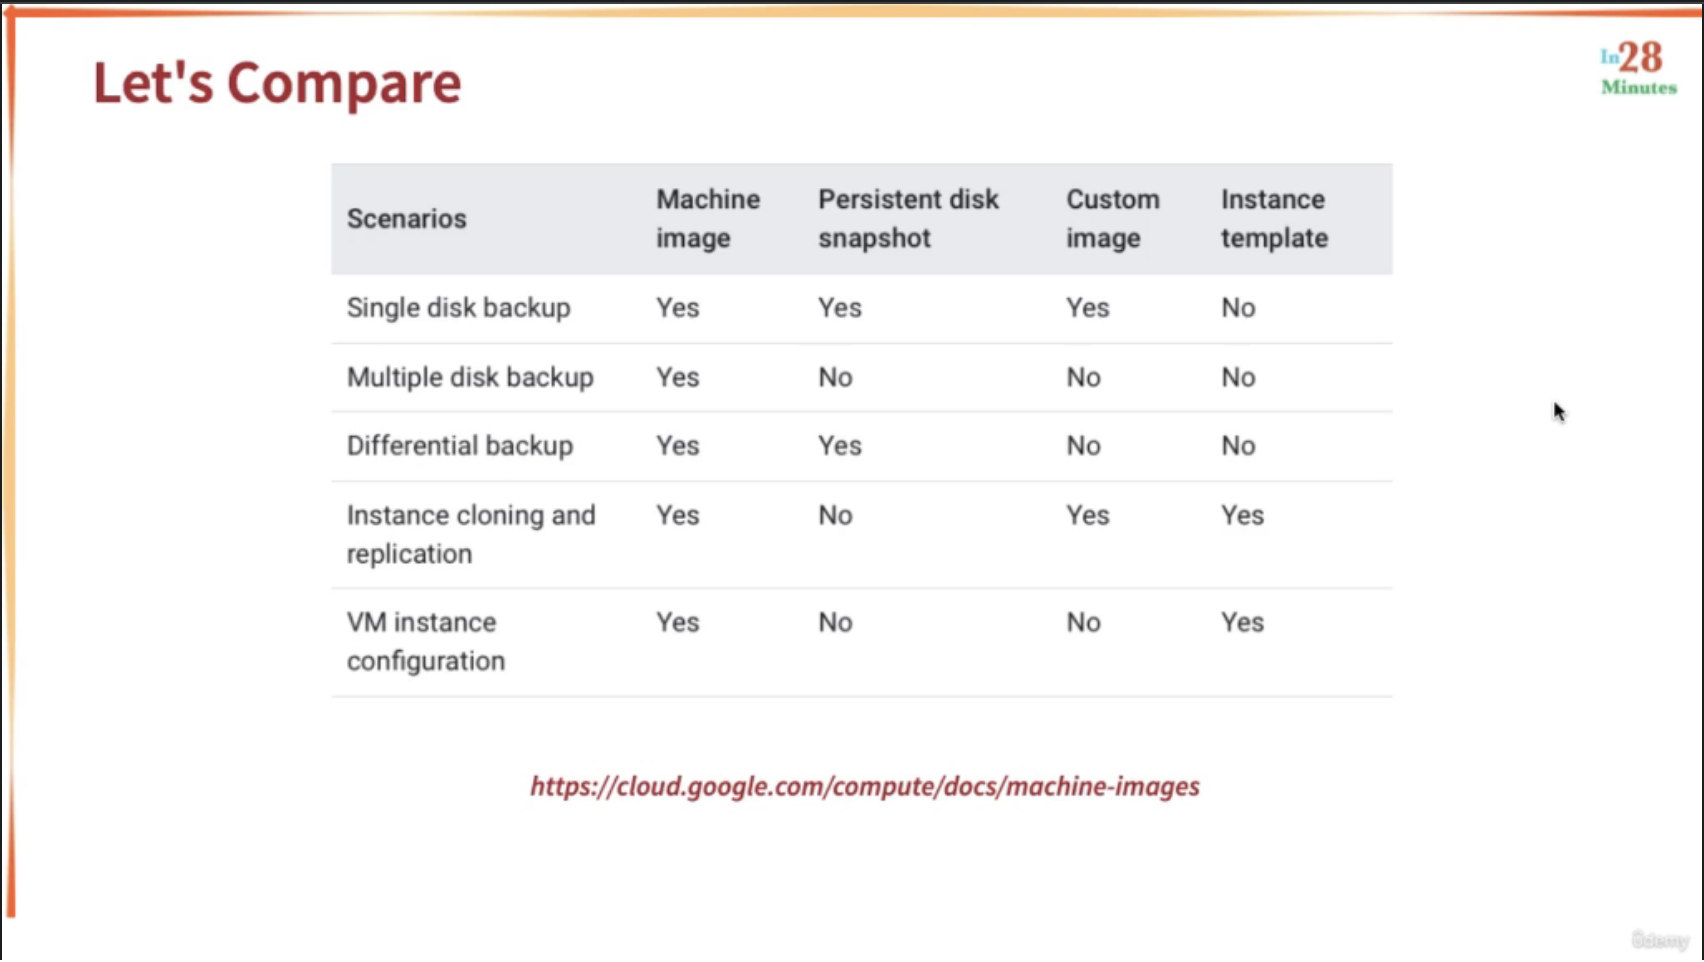 Let's Compare
In28
Minutes
Scenarios Machine image Persistent disk snapshot Custom image Instance template
Single disk backup Yes Yes Yes No
Multiple disk backup Yes No No No
Differential backup Yes Yes No No
Instance cloning and replication Yes No Yes Yes
VM instance configuration Yes No No Yes
https://cloud.google.com/compute/docs/machine-images
ûdemy